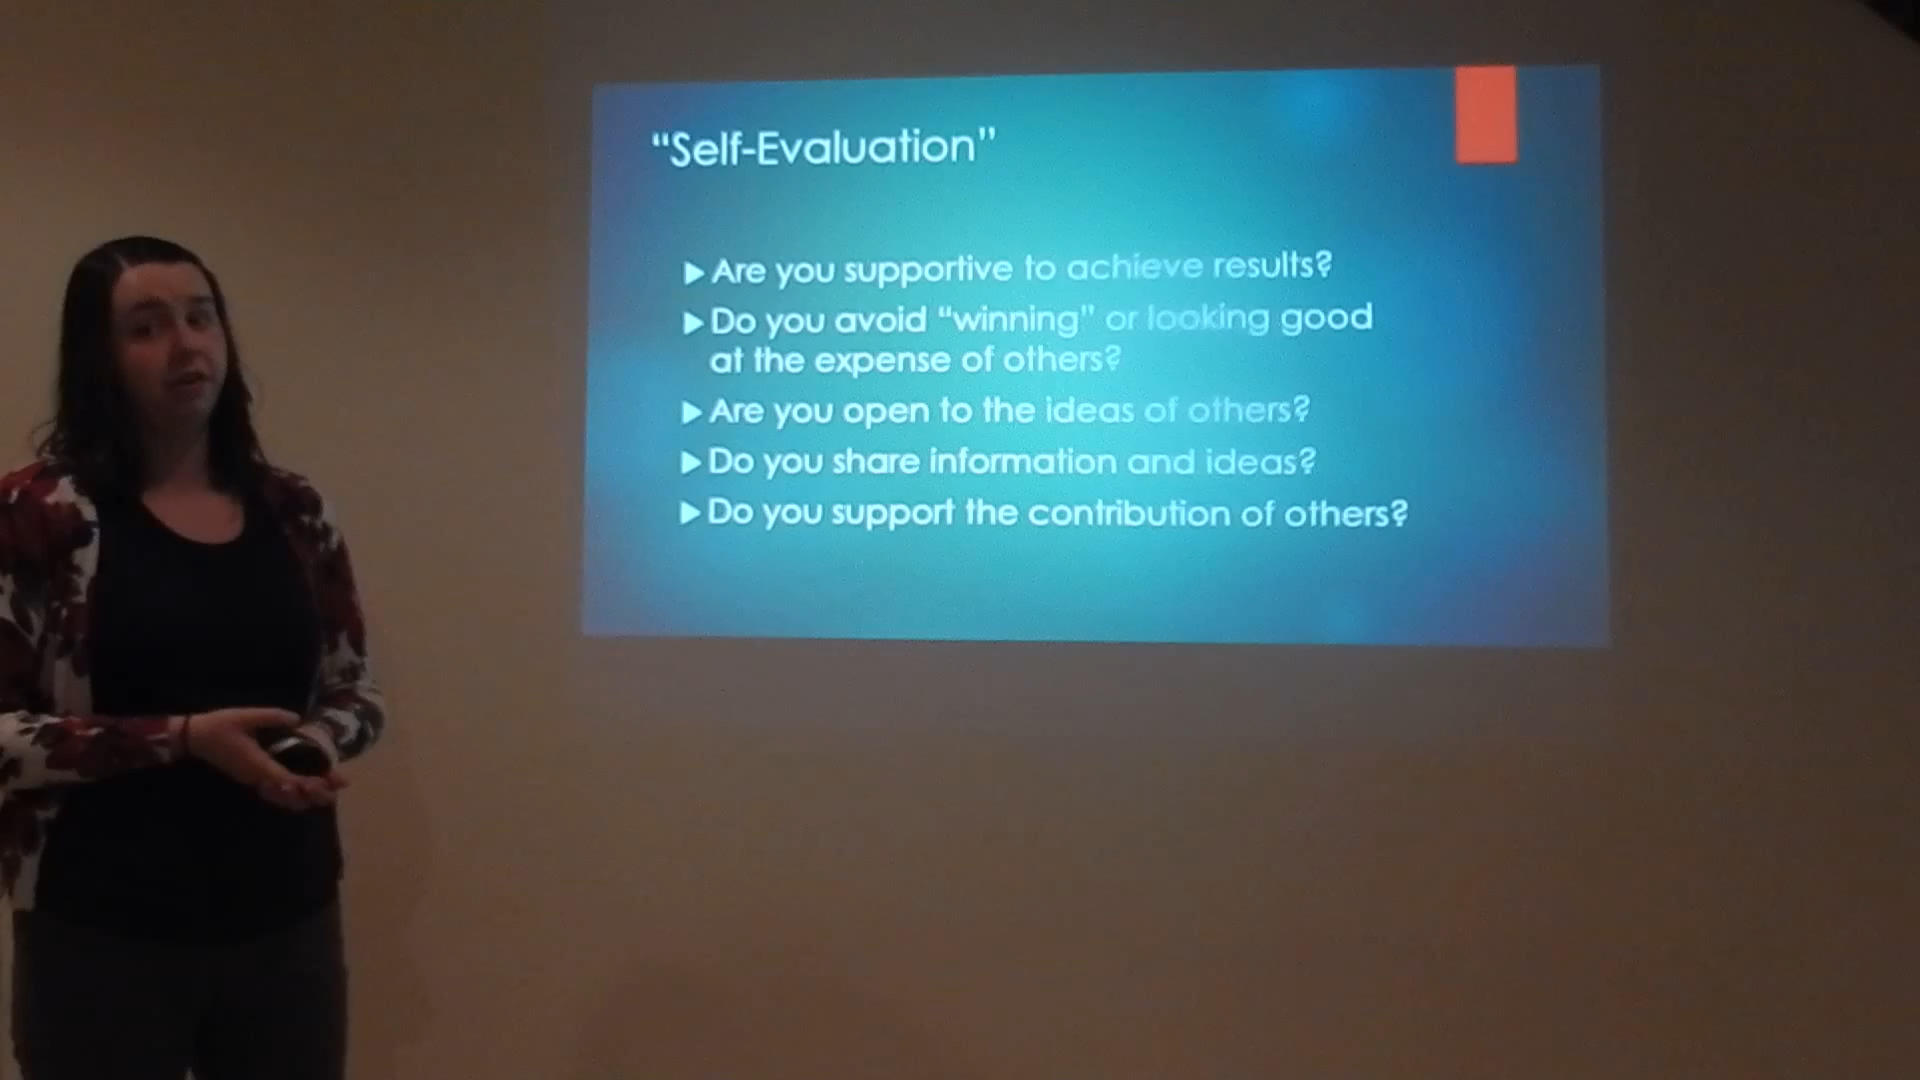 “Self-Evaluation”
▶Are you supportive to achieve results?
▶Do you avoid “winning” or looking good
at the expense of others?
▶Are you open to the ideas of others?
▶Do you share information and ideas?
▶Do you support the contribution of others?